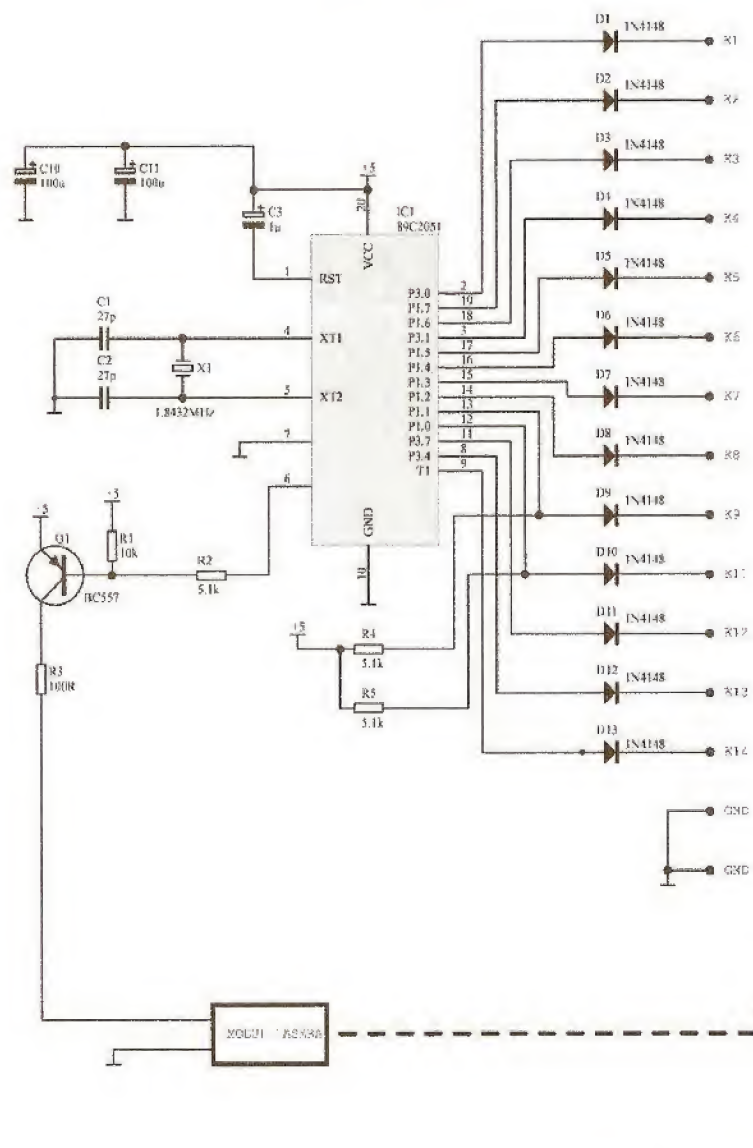 D1 1N4148 K1
D2 1N4148 K2
D3 1N4148 K3
D4 1N4148 K4
D5 1N4148 K5
D6 1N4148 K6
D7 1N4148 K7
D8 1N4148 K8
D9 1N4148 K9
D10 1N4148 K11
D11 1N4148 K12
D12 1N4148 K13
D13 1N4148 K14
GND
GND
C10
100u
C11
100u
C3
1µ
+5
20
IC1
89C2051
VCC
1 RST
4 XT1
5 XT2
7
6
GND
10
P3.0 2
P1.7 19
P1.6 18
P3.1 3
P1.5 17
P1.4 16
P1.3 15
P1.2 14
P1.1 13
P1.0 12
P3.7 11
P3.4 8
T1 9
C1
27p
C2
27p
X1
1.8432MHz
+5
+5
Q1
BC557
R1
10k
R2
5.1k
R3
100R
+5
R4
5.1k
R5
5.1k